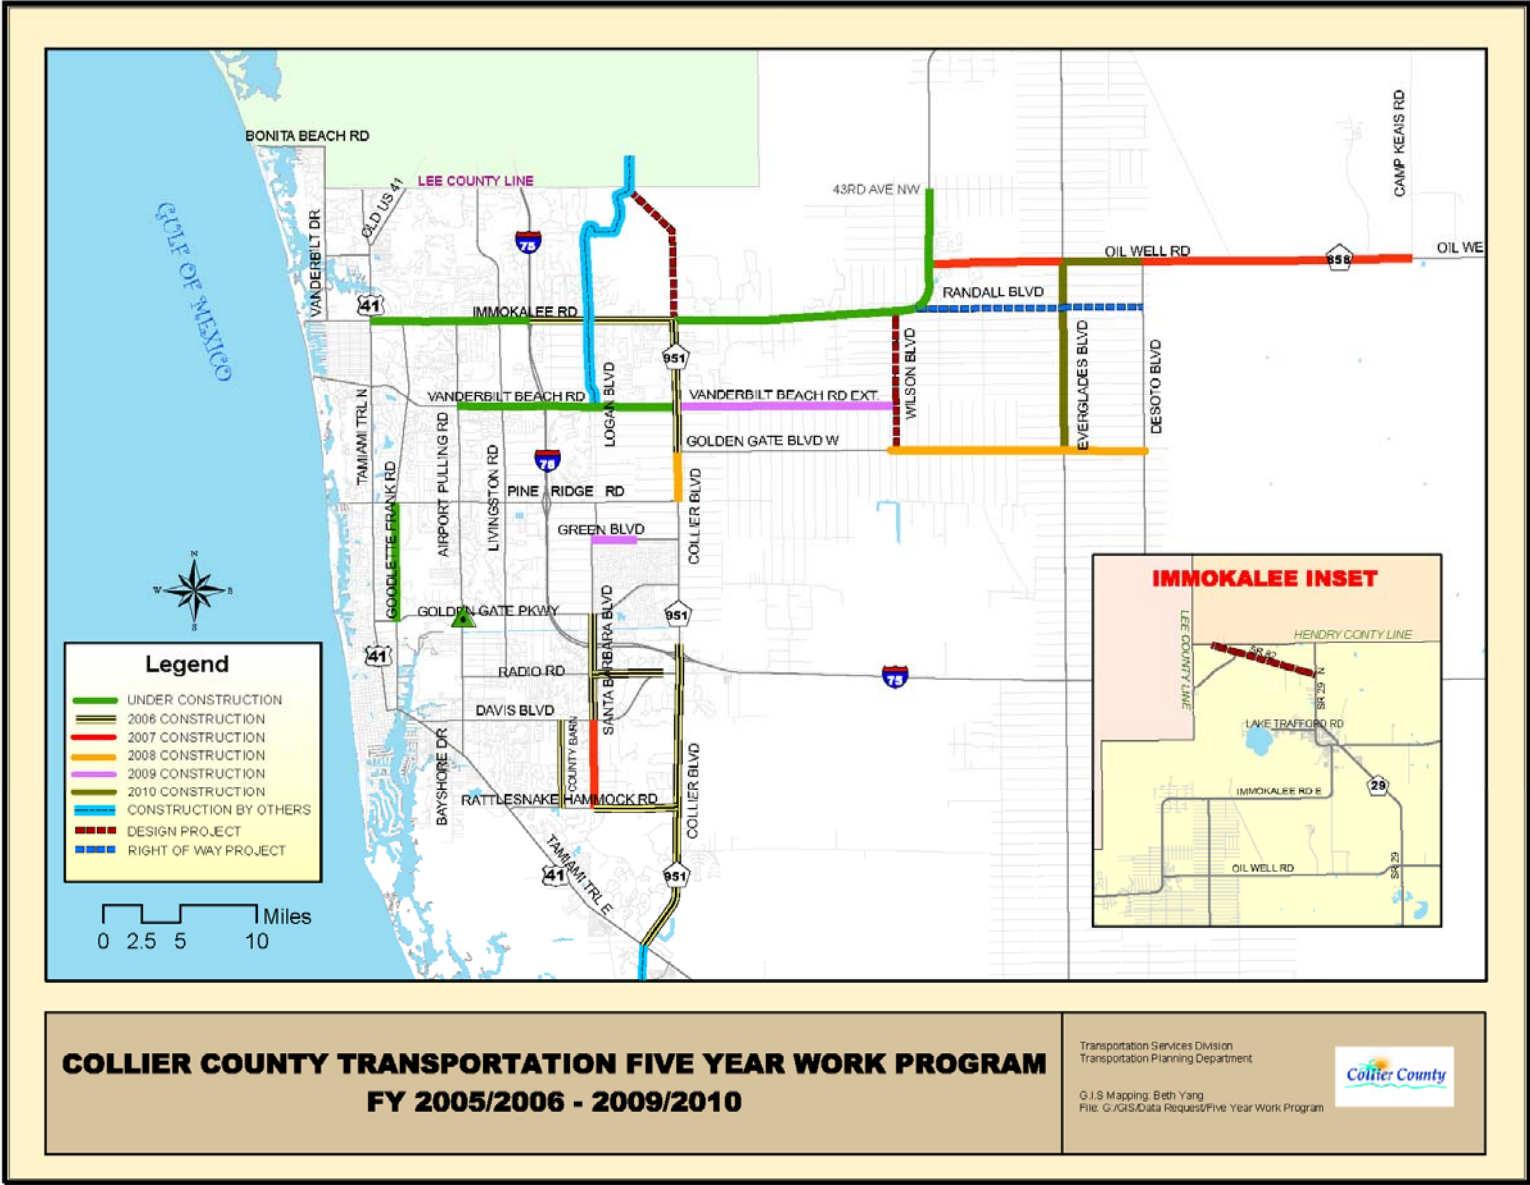 BONITA BEACH RD
LEE COUNTY LINE
OLD US 41
VANDERBILT DR
GULF OF MEXICO
75
43RD AVE NW
CAMP KEAIS RD
OIL WELL RD
858
OIL WE
RANDALL BLVD
41
IMMOKALEE RD
951
WILSON BLVD
EVERGLADES BLVD
DESOTO BLVD
VANDERBILT BEACH RD
LOGAN BLVD
VANDERBILT BEACH RD EXT.
TAMIAMI TRL N
AIRPORT PULLING RD
LIVINGSTON RD
GOLDEN GATE BLVD W
75
GOODLETTE FRANK RD
PINE RIDGE RD
COLLIER BLVD
GREEN BLVD
N
W
E
S
GOLDEN GATE PKWY
SANTA BARBARA BLVD
951
41
RADIO RD
75
DAVIS BLVD
BAYSHORE DR
COUNTY BARN
COLLIER BLVD
RATTLESNAKE HAMMOCK RD
TAMIAMI TRL E
41
951
Legend
UNDER CONSTRUCTION
2006 CONSTRUCTION
2007 CONSTRUCTION
2008 CONSTRUCTION
2009 CONSTRUCTION
2010 CONSTRUCTION
CONSTRUCTION BY OTHERS
DESIGN PROJECT
RIGHT OF WAY PROJECT
Miles
0 2.5 5 10
IMMOKALEE INSET
LEE COUNTY LINE
HENDRY CONTY LINE
SR 82
SR 29 N
LAKE TRAFFORD RD
29
IMMOKALEE RD E
OIL WELL RD
SR 29
COLLIER COUNTY TRANSPORTATION FIVE YEAR WORK PROGRAM
FY 2005/2006 - 2009/2010
Transportation Services Division
Transportation Planning Department
G.I.S Mapping: Beth Yang
File: G:/GIS/Data Request/Five Year Work Program
Collier County